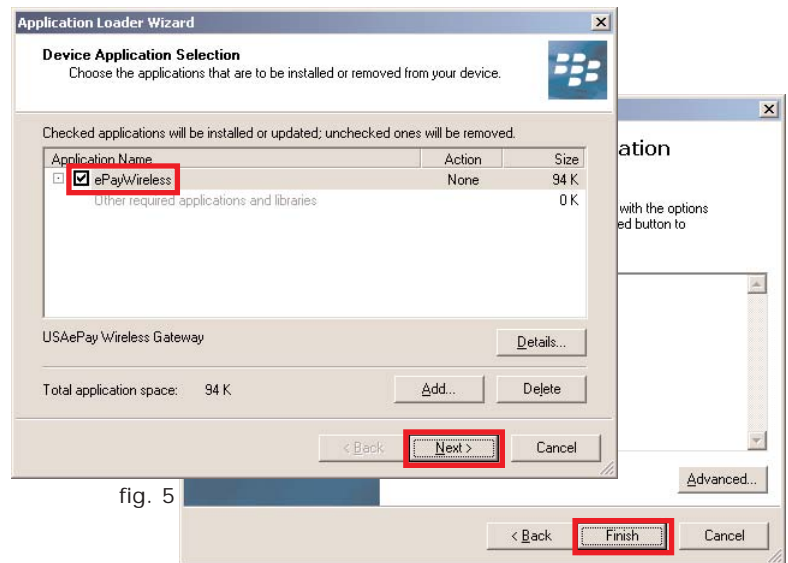 Application Loader Wizard
Device Application Selection
Choose the applications that are to be installed or removed from your device.
Checked applications will be installed or updated; unchecked ones will be removed.
Application Name Action Size
ePayWireless None 94 K
Other required applications and libraries 0 K
USAePay Wireless Gateway
Details...
Total application space: 94 K
Add... Delete
< Back Next > Cancel
fig. 5
ation
with the options
ed button to
Advanced...
< Back Finish Cancel